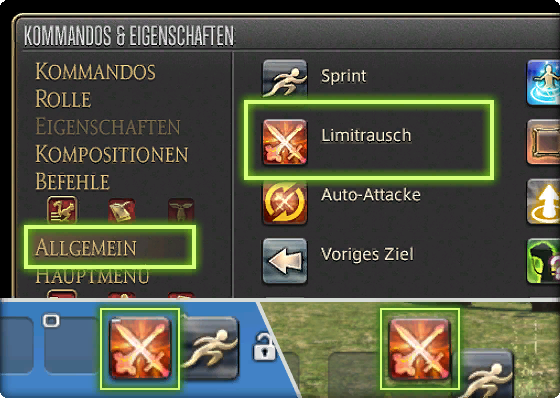 KOMMANDOS & EIGENSCHAFTEN
KOMMANDOS
ROLLE
EIGENSCHAFTEN
KOMPOSITIONEN
BEFEHLE
ALLGEMEIN
HAUPTMENÜ
Sprint
Limitrausch
Auto-Attacke
Voriges Ziel